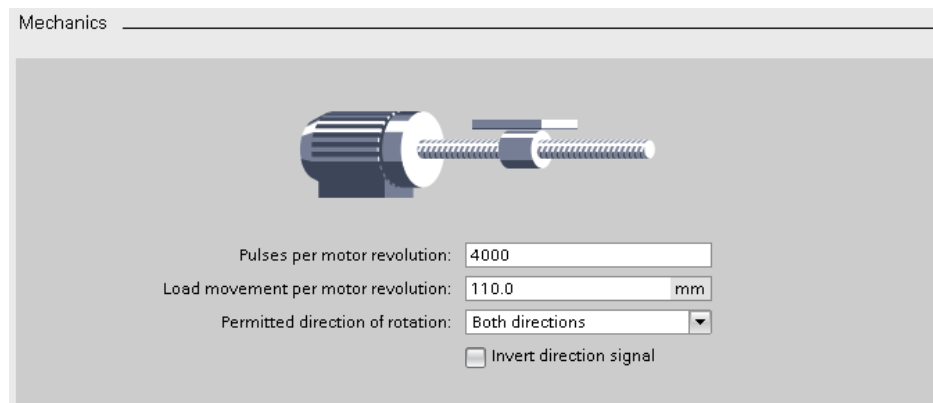 Mechanics
Pulses per motor revolution: 4000
Load movement per motor revolution: 110.0 mm
Permitted direction of rotation: Both directions
Invert direction signal